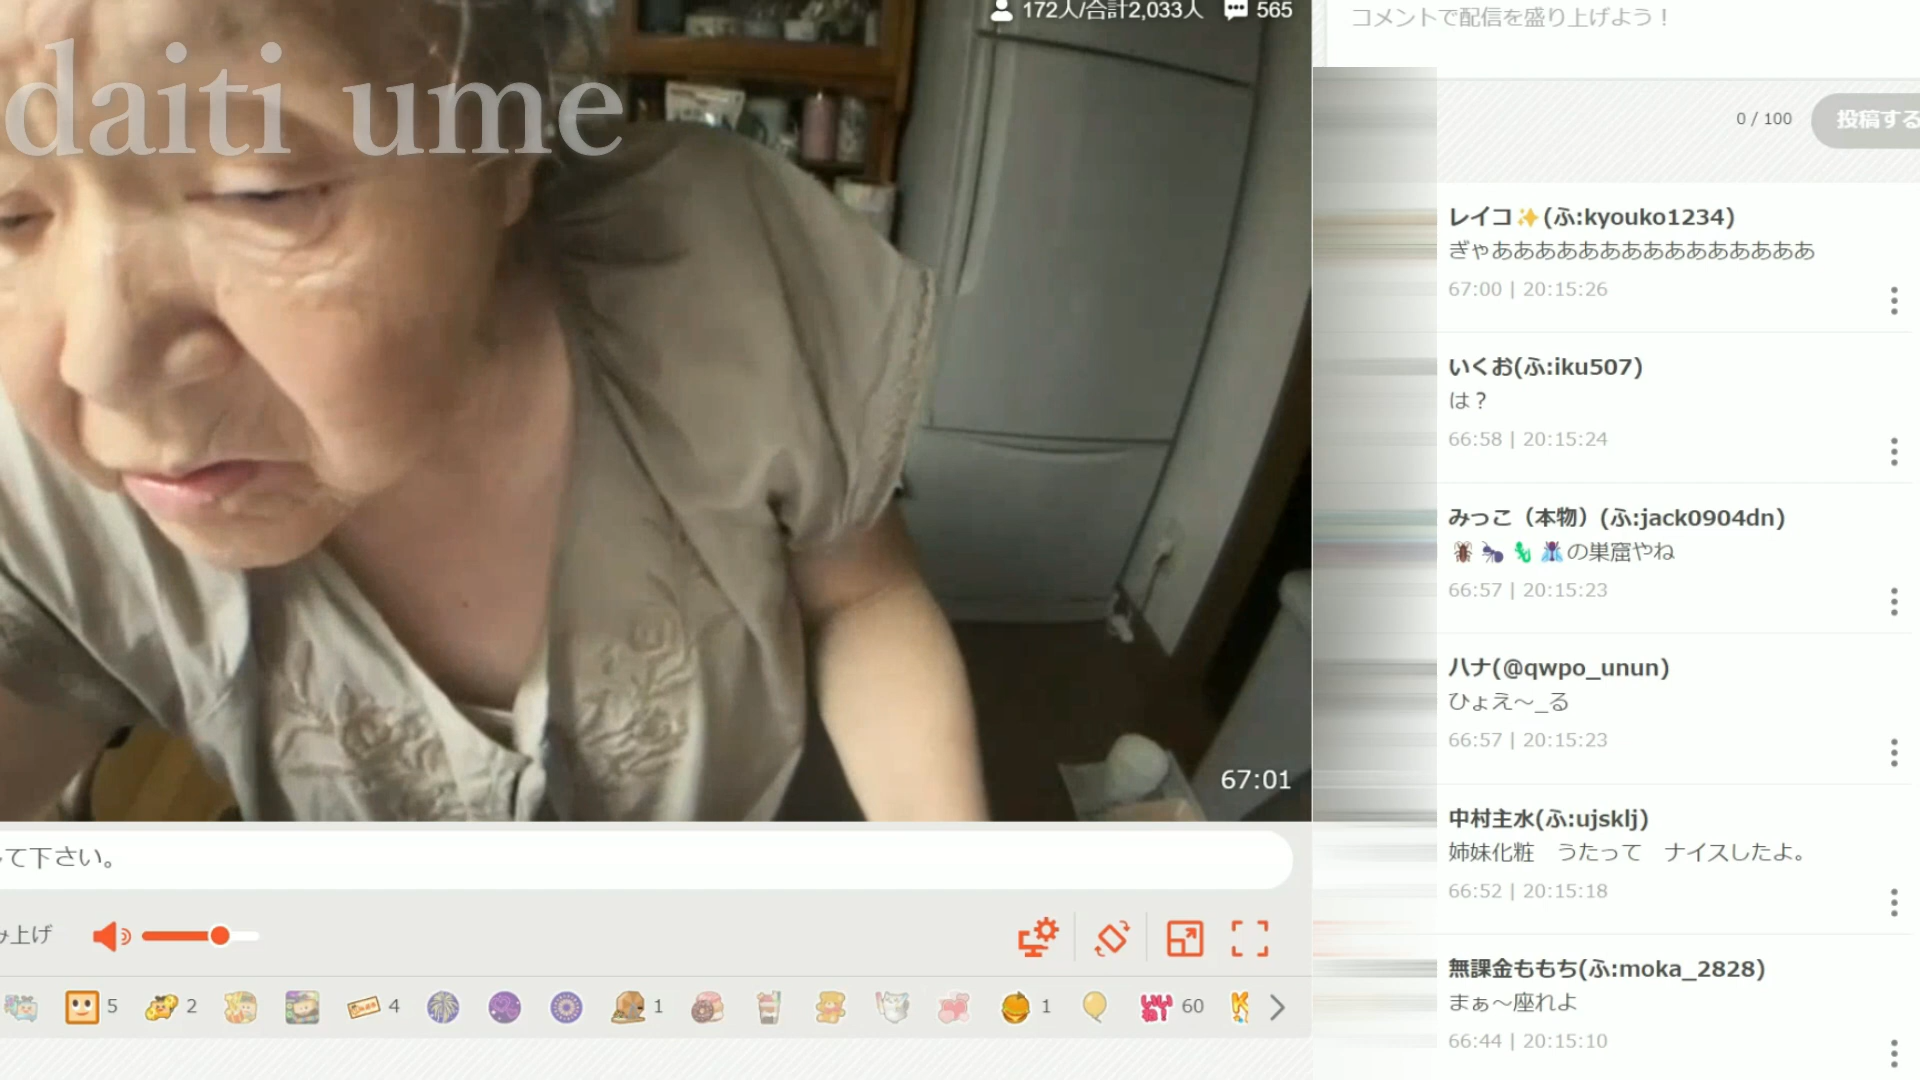 172人/合計2,033人 565
daiti ume
67:01
て下さい。
み上げ
5 2 4 1 1 60
コメントで配信を盛り上げよう！
0 / 100
投稿する
レイコ✨(ふ:kyouko1234)
ぎゃあああああああああああああああ
67:00 | 20:15:26
いくお(ふ:iku507)
は？
66:58 | 20:15:24
みっこ（本物）(ふ:jack0904dn)
🪳🐜🦎🪰の巣窟やね
66:57 | 20:15:23
ハナ(@qwpo_unun)
ひょえ〜_る
66:57 | 20:15:23
中村主水(ふ:ujsklj)
姉妹化粧　うたって　ナイスしたよ。
66:52 | 20:15:18
無課金ももち(ふ:moka_2828)
まぁ〜座れよ
66:44 | 20:15:10